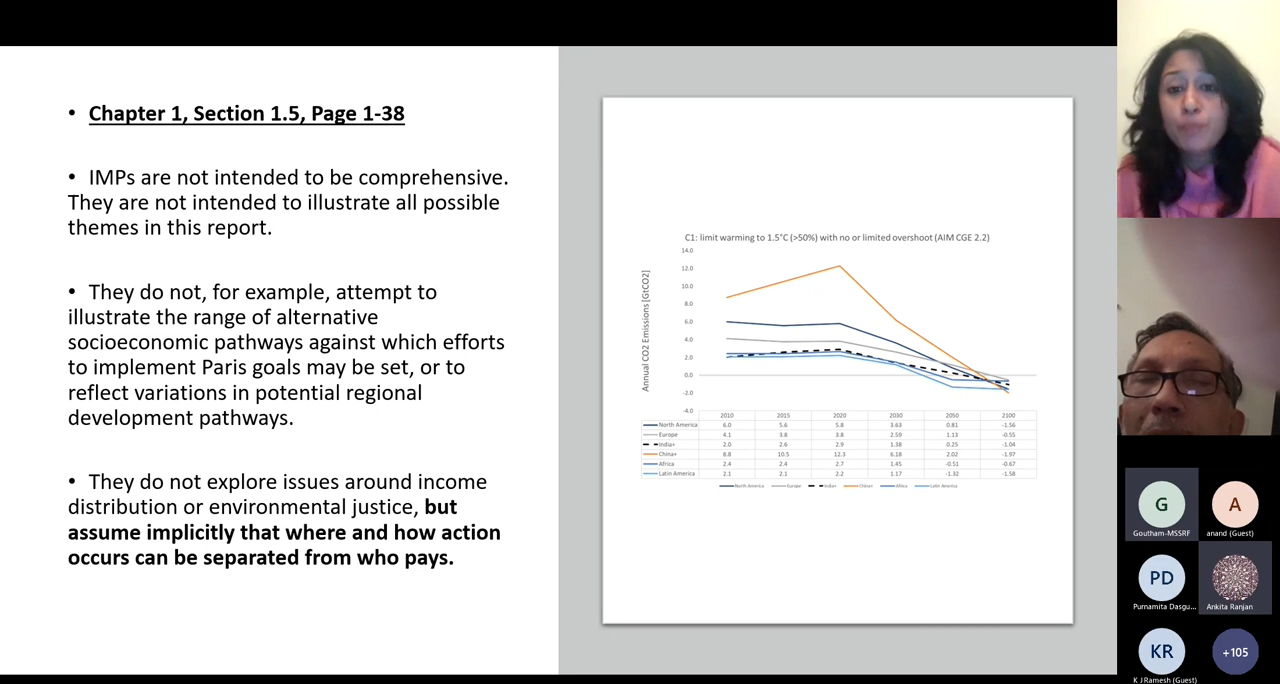 • Chapter 1, Section 1.5, Page 1-38
• IMPs are not intended to be comprehensive.
They are not intended to illustrate all possible
themes in this report.
• They do not, for example, attempt to
illustrate the range of alternative
socioeconomic pathways against which efforts
to implement Paris goals may be set, or to
reflect variations in potential regional
development pathways.
• They do not explore issues around income
distribution or environmental justice, but
assume implicitly that where and how action
occurs can be separated from who pays.
C1: limit warming to 1.5°C (>50%) with no or limited overshoot (AIM CGE 2.2)
Annual CO2 Emissions [GtCO2]
14.0
12.0
10.0
8.0
6.0
4.0
2.0
0.0
-2.0
-4.0
2010 2015 2020 2030 2050 2100
North America 6.0 5.6 5.8 3.63 0.81 -1.56
Europe 4.1 3.8 3.8 2.59 1.13 -0.55
India+ 2.0 2.6 2.9 1.38 0.25 -1.04
China+ 8.8 10.5 12.3 6.18 2.02 -1.97
Africa 2.4 2.4 2.7 1.45 -0.51 -0.67
Latin America 2.1 2.1 2.2 1.17 -1.32 -1.58
North America Europe India+ China+ Africa Latin America
G A
Goutham-MSSRF anand (Guest)
PD
Purnamita Dasgu... Ankita Ranjan
KR +105
K J Ramesh (Guest)